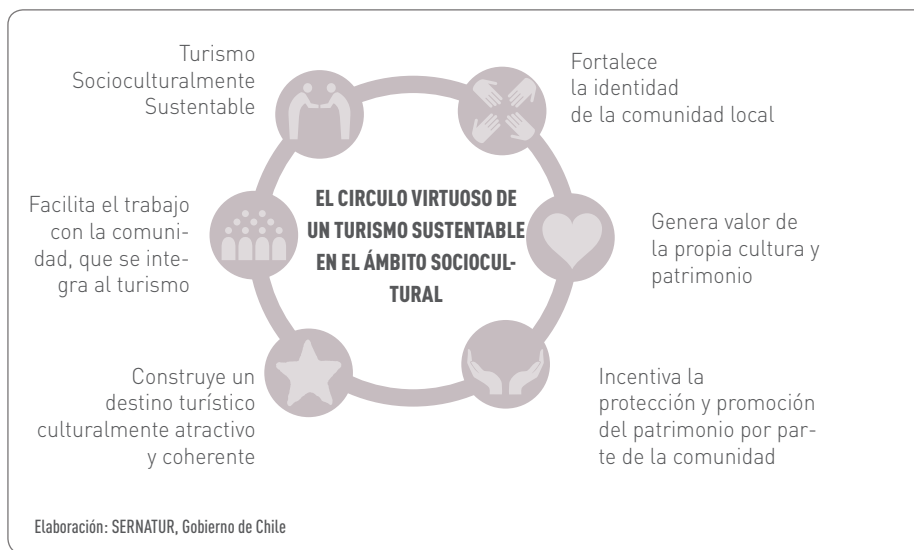 Turismo
Socioculturalmente
Sustentable
Fortalece
la identidad
de la comunidad local
EL CIRCULO VIRTUOSO DE
UN TURISMO SUSTENTABLE
EN EL ÁMBITO SOCIOCUL-
TURAL
Genera valor de
la propia cultura y
patrimonio
Incentiva la
protección y promoción
del patrimonio por par-
te de la comunidad
Construye un
destino turístico
culturalmente atractivo
y coherente
Facilita el trabajo
con la comuni-
dad, que se inte-
gra al turismo
Elaboración: SERNATUR, Gobierno de Chile